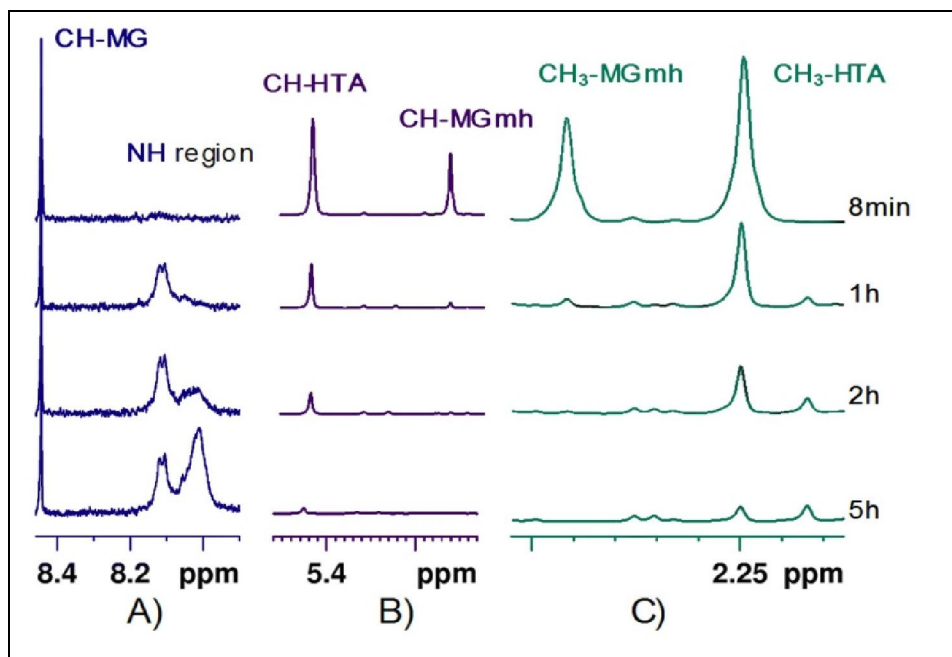 CH-MG
NH region
8.4 8.2 ppm
A)
CH-HTA
CH-MGmh
5.4 ppm
B)
CH₃-MGmh
CH₃-HTA
8min
1h
2h
5h
2.25 ppm
C)